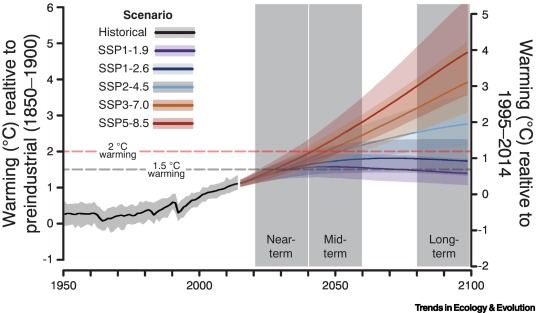 Warming (°C) realtive to
preindustrial (1850–1900)
6
5
4
3
2
1
0
-1
Scenario
Historical
SSP1-1.9
SSP1-2.6
SSP2-4.5
SSP3-7.0
SSP5-8.5
2 °C
warming
1.5 °C
warming
Near-
term
Mid-
term
Long-
term
5
4
3
2
1
0
-1
-2
Warming (°C) realtive to
1995–2014
1950
2000
2050
2100
Trends in Ecology & Evolution